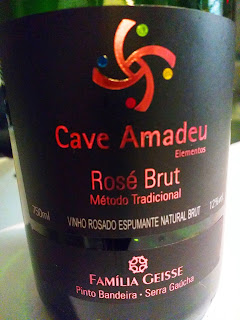 Cave Amadeu
Elementos
Rosé Brut
Método Tradicional
750ml
12%
VINHO ROSADO ESPUMANTE NATURAL BRUT
FAMÍLIA GEISSE
Pinto Bandeira - Serra Gaúcha